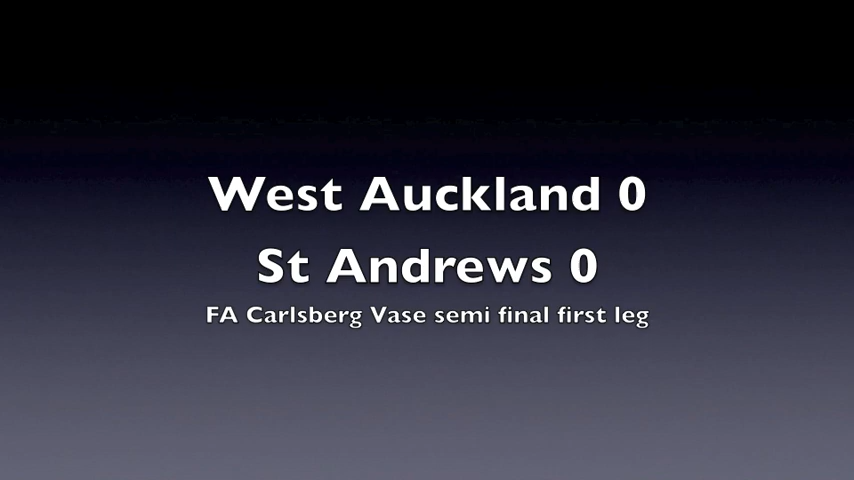 West Auckland 0
St Andrews 0
FA Carlsberg Vase semi final first leg